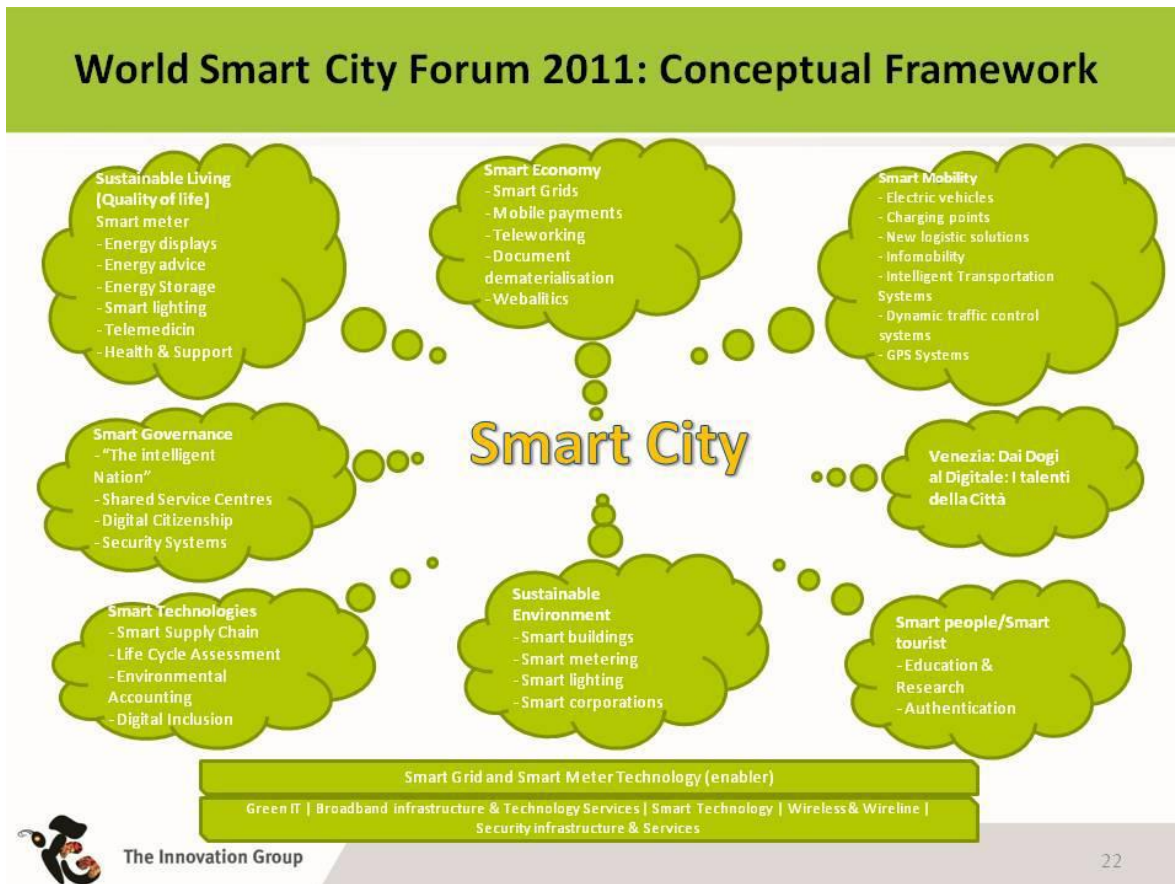 World Smart City Forum 2011: Conceptual Framework
Sustainable Living
(Quality of life)
Smart meter
- Energy displays
- Energy advice
- Energy Storage
- Smart lighting
- Telemedicin
- Health & Support
Smart Economy
- Smart Grids
- Mobile payments
- Teleworking
- Document
dematerialisation
- Webalitics
Smart Mobility
- Electric vehicles
- Charging points
- New logistic solutions
- Infomobility
- Intelligent Transportation
Systems
- Dynamic traffic control
systems
- GPS Systems
Smart Governance
- "The intelligent
Nation"
- Shared Service Centres
- Digital Citizenship
- Security Systems
Smart City
Venezia: Dai Dogi
al Digitale: I talenti
della Città
Smart Technologies
- Smart Supply Chain
- Life Cycle Assessment
- Environmental
Accounting
- Digital Inclusion
Sustainable
Environment
- Smart buildings
- Smart metering
- Smart lighting
- Smart corporations
Smart people/Smart
tourist
- Education &
Research
- Authentication
Smart Grid and Smart Meter Technology (enabler)
Green IT | Broadband infrastructure & Technology Services | Smart Technology | Wireless & Wireline |
Security infrastructure & Services
The Innovation Group
22